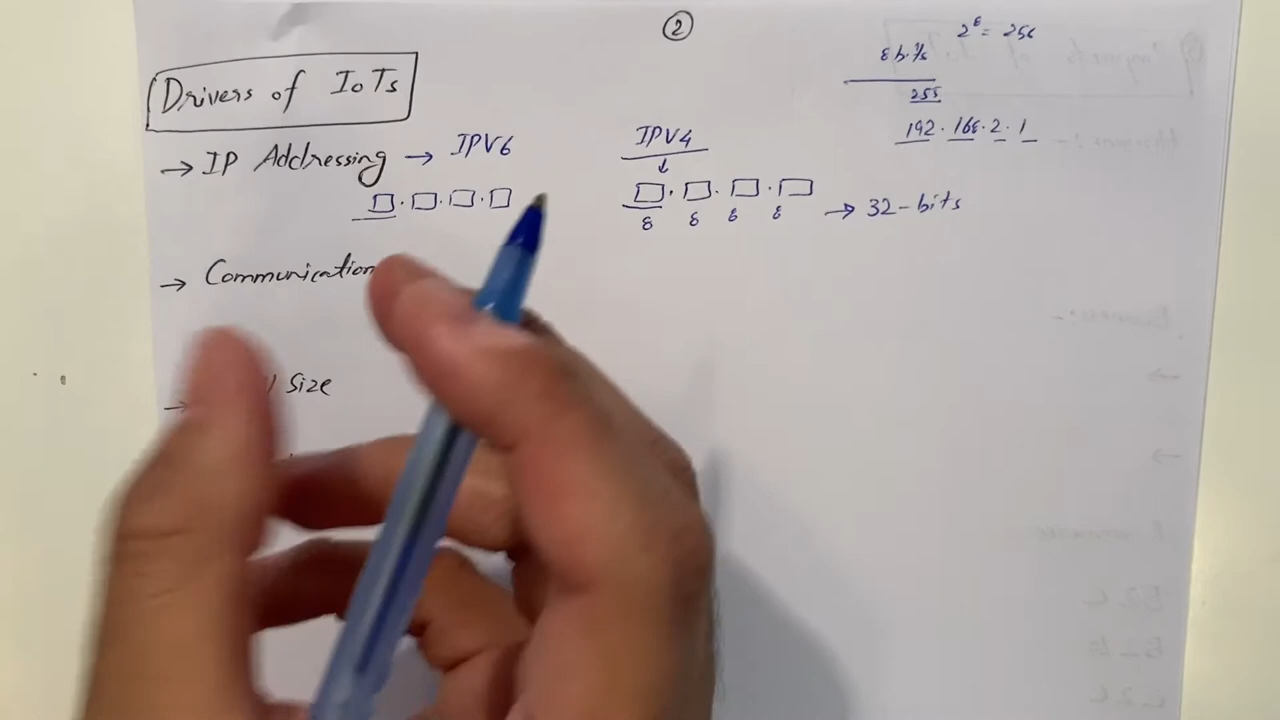 2
2⁸ = 256
8 bits
255
192.168.2.1
Drivers of IoTs
→ IP Addressing → IPV6
IPV4
8 8 8 8 → 32-bits
→ Communication
→ Size